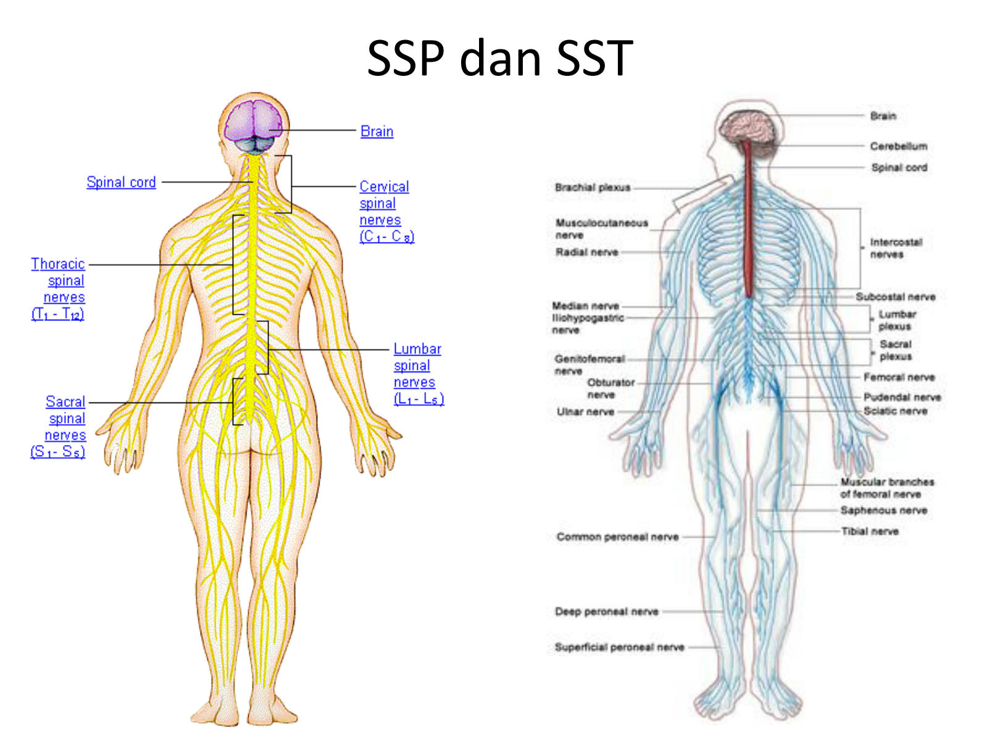 SSP dan SST
Brain
Spinal cord
Cervical
spinal
nerves
(C₁ - C₈)
Thoracic
spinal
nerves
(T₁ - T₁₂)
Lumbar
spinal
nerves
(L₁ - L₅)
Sacral
spinal
nerves
(S₁ - S₅)
Brain
Cerebellum
Spinal cord
Brachial plexus
Musculocutaneous
nerve
Radial nerve
Intercostal
nerves
Subcostal nerve
Median nerve
Iliohypogastric
nerve
Lumbar
plexus
Sacral
plexus
Genitofemoral
nerve
Femoral nerve
Obturator
nerve
Pudendal nerve
Ulnar nerve
Sciatic nerve
Muscular branches
of femoral nerve
Saphenous nerve
Tibial nerve
Common peroneal nerve
Deep peroneal nerve
Superficial peroneal nerve